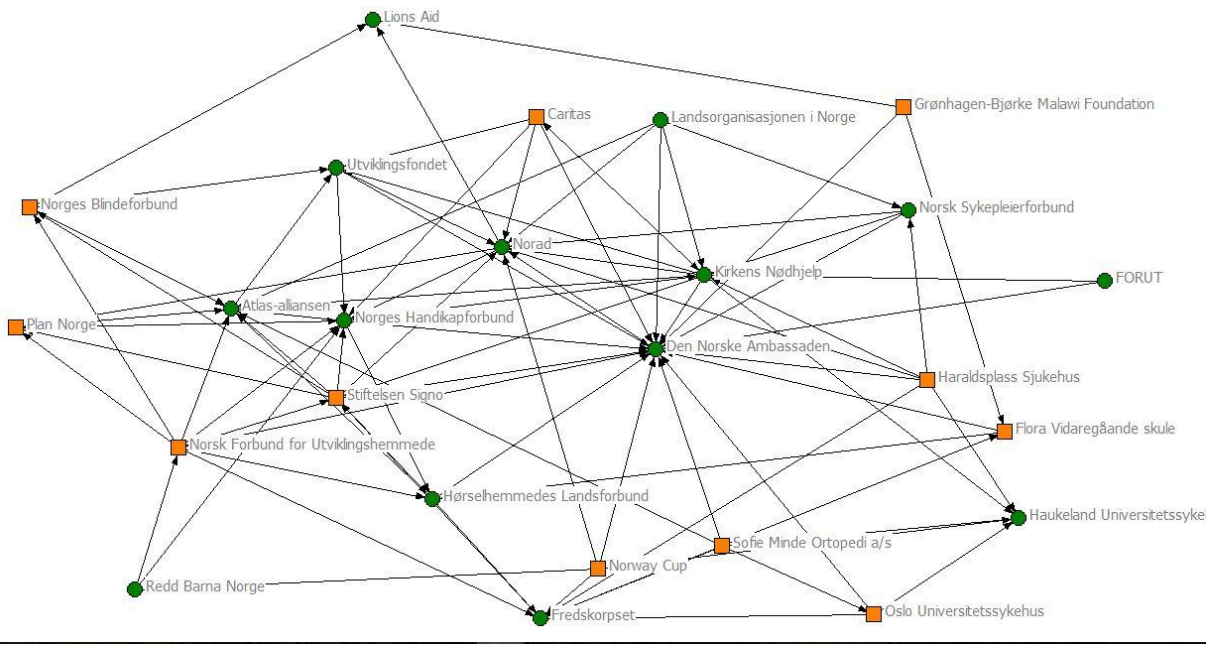 Lions Aid
Grønhagen-Bjørke Malawi Foundation
Caritas
Landsorganisasjonen i Norge
Utviklingsfondet
Norges Blindeforbund
Norsk Sykepleierforbund
Norad
Kirkens Nødhjelp
FORUT
Atlas-alliansen
Norges Handikapforbund
Plan Norge
Den Norske Ambassaden
Haraldsplass Sjukehus
Stiftelsen Signo
Flora Vidaregåande skule
Norsk Forbund for Utviklingshemmede
Hørselhemmedes Landsforbund
Haukeland Universitetssyke
Sofie Minde Ortopedi a/s
Norway Cup
Redd Barna Norge
Fredskorpset
Oslo Universitetssykehus